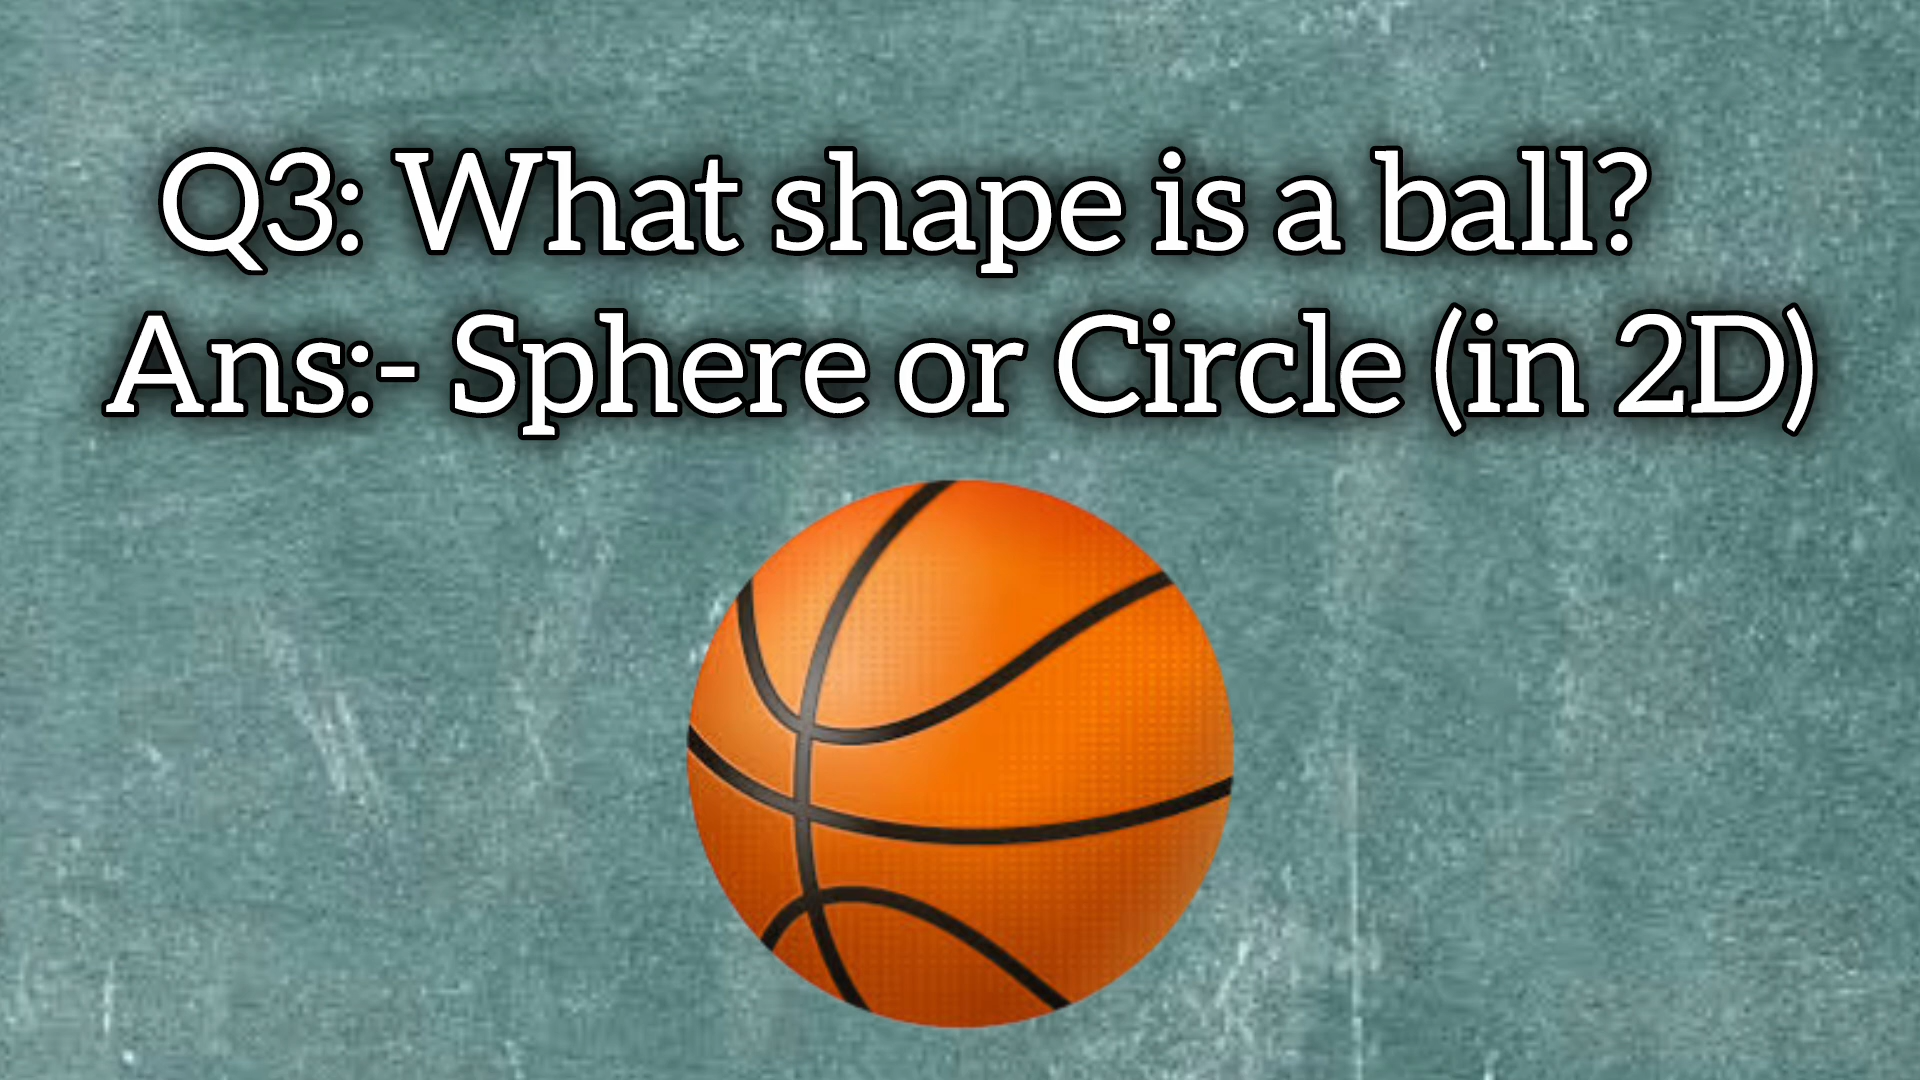 Q3: What shape is a ball?
Ans:- Sphere or Circle (in 2D)